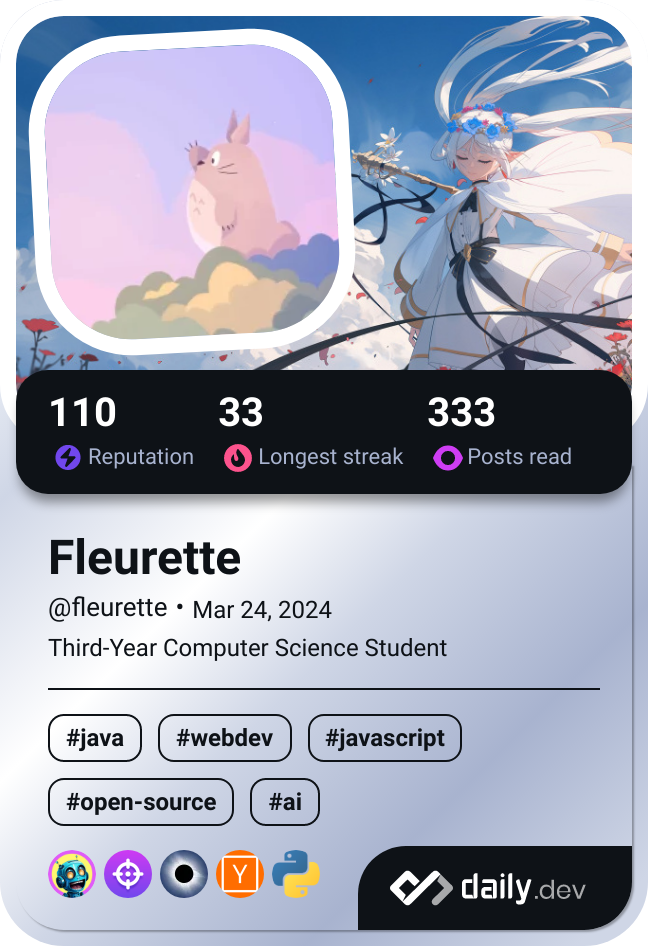 110 33 333
Reputation Longest streak Posts read
Fleurette
@fleurette • Mar 24, 2024
Third-Year Computer Science Student
#java #webdev #javascript
#open-source #ai
Y
daily.dev